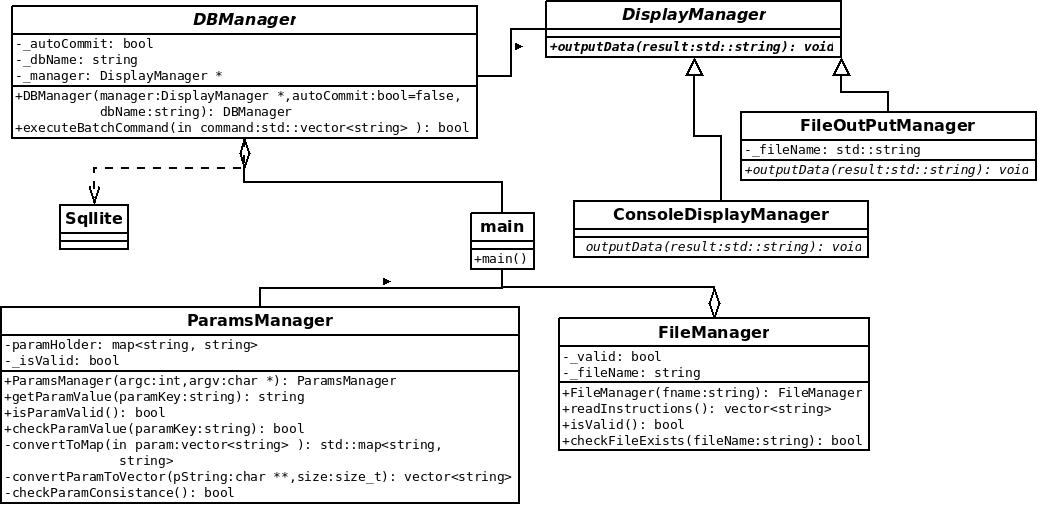 DBManager
-_autoCommit: bool
-_dbName: string
-_manager: DisplayManager *
+DBManager(manager:DisplayManager *,autoCommit:bool=false,
dbName:string): DBManager
+executeBatchCommand(in command:std::vector<string> ): bool
DisplayManager
+outputData(result:std::string): void
FileOutPutManager
-_fileName: std::string
+outputData(result:std::string): void
Sqllite
main
+main()
ConsoleDisplayManager
outputData(result:std::string): void
ParamsManager
-paramHolder: map<string, string>
-_isValid: bool
+ParamsManager(argc:int,argv:char *): ParamsManager
+getParamValue(paramKey:string): string
+isParamValid(): bool
+checkParamValue(paramKey:string): bool
-convertToMap(in param:vector<string> ): std::map<string,
string>
-convertParamToVector(pString:char **,size:size_t): vector<string>
-checkParamConsistance(): bool
FileManager
-_valid: bool
-_fileName: string
+FileManager(fname:string): FileManager
+readInstructions(): vector<string>
+isValid(): bool
+checkFileExists(fileName:string): bool